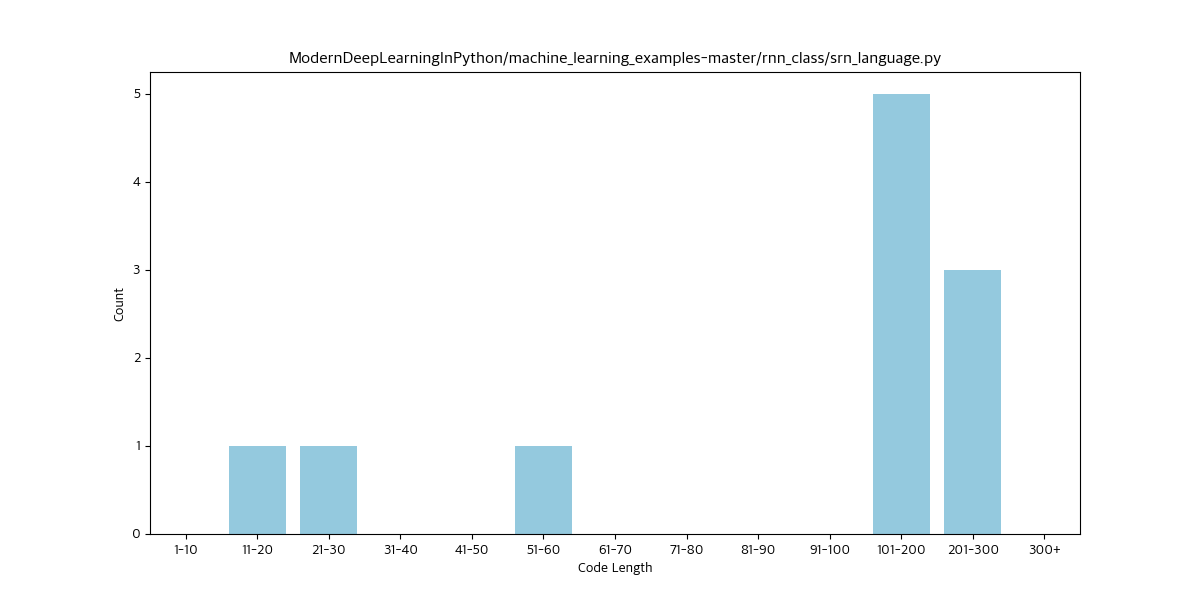 ModernDeepLearningInPython/machine_learning_examples-master/rnn_class/srn_language.py
5
4
3
2
1
0
Count
1-10 11-20 21-30 31-40 41-50 51-60 61-70 71-80 81-90 91-100 101-200 201-300 300+
Code Length